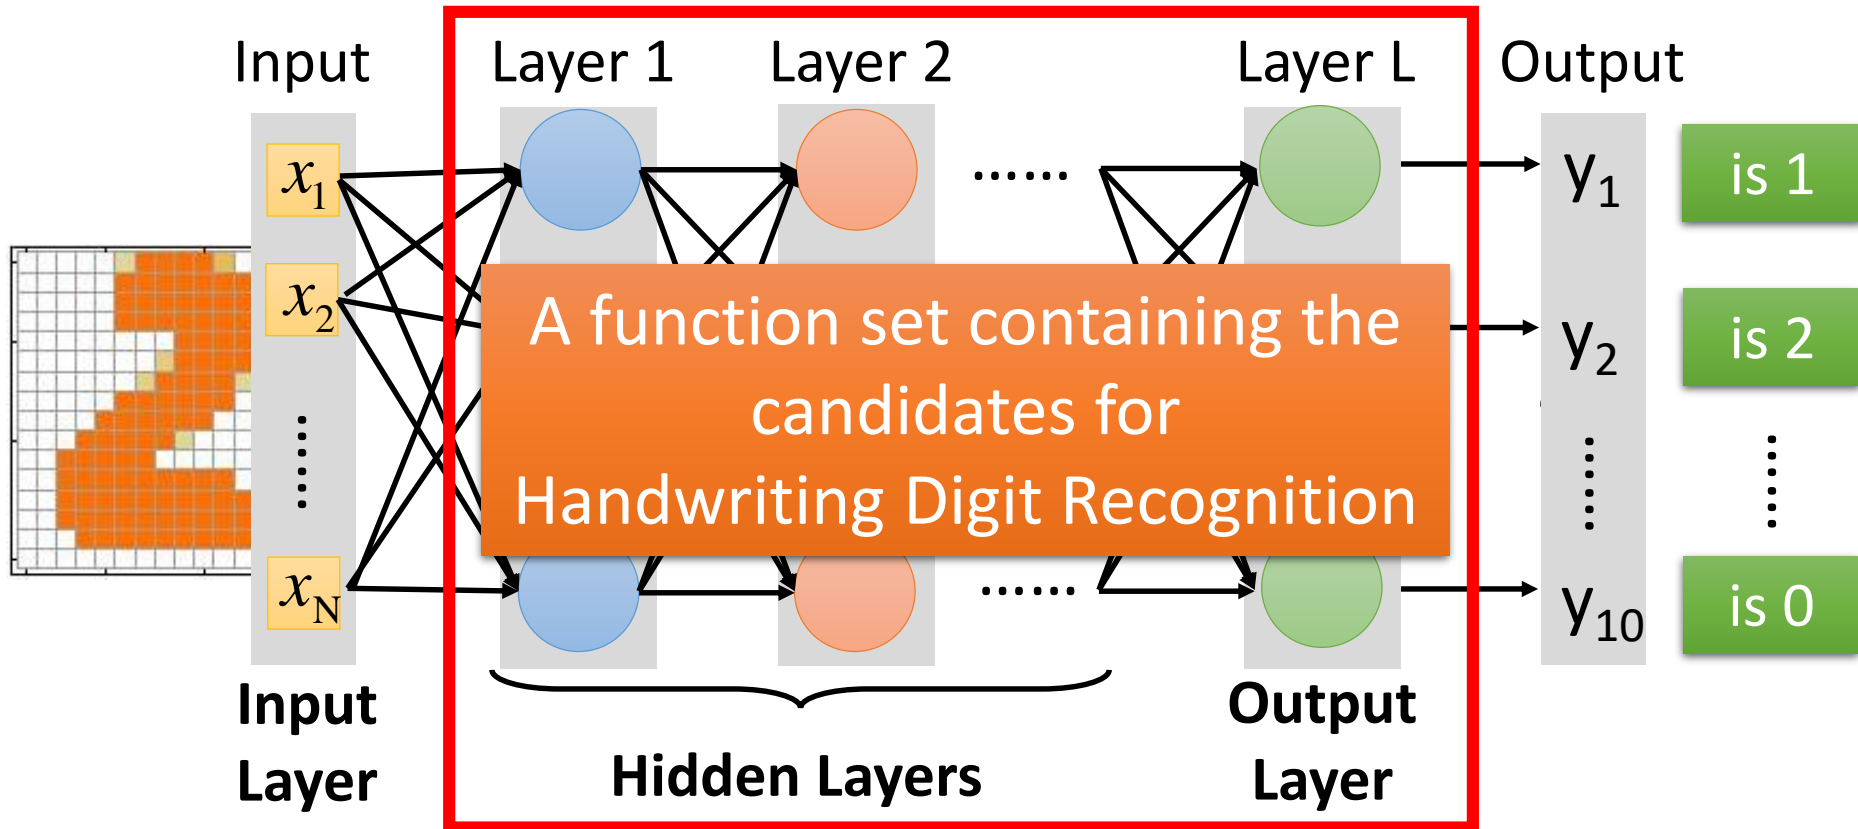 Input Layer 1 Layer 2 Layer L Output
x₁ …… y₁ is 1
x₂ y₂ is 2
A function set containing the
candidates for
Handwriting Digit Recognition
…… …… ……
x_N …… y₁₀ is 0
Input
Layer
Hidden Layers
Output
Layer